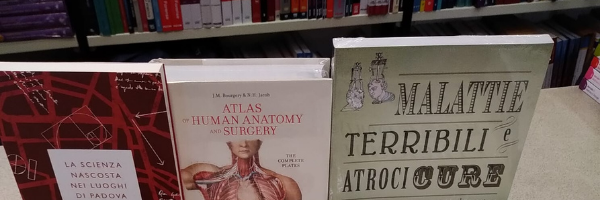 LA SCIENZA
NASCOSTA
NEI LUOGHI
DI PADOVA
J.M. Bourgery & N.H. Jacob
ATLAS
OF HUMAN ANATOMY
AND SURGERY
THE
COMPLETE
PLATES
MALATTIE
TERRIBILI e
ATROCI CURE